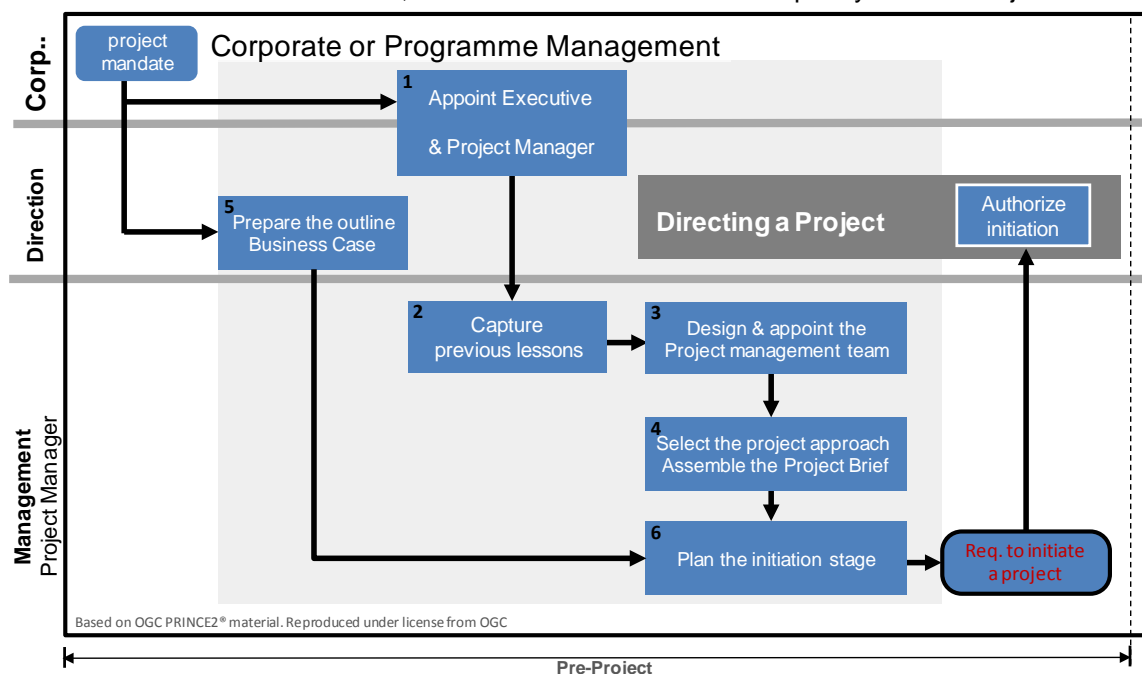 Corp..
project
mandate
Corporate or Programme Management
1
Appoint Executive
& Project Manager
Direction
5
Prepare the outline
Business Case
Directing a Project
Authorize
initiation
Management
Project Manager
2
Capture
previous lessons
3
Design & appoint the
Project management team
4
Select the project approach
Assemble the Project Brief
6
Plan the initiation stage
Req. to initiate
a project
Based on OGC PRINCE2® material. Reproduced under license from OGC
Pre-Project